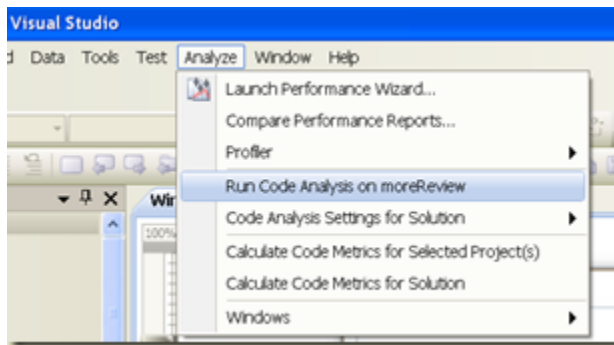 Visual Studio
d Data Tools Test Analyze Window Help
Launch Performance Wizard...
Compare Performance Reports...
Profiler
Run Code Analysis on moreReview
Code Analysis Settings for Solution
Calculate Code Metrics for Selected Project(s)
Calculate Code Metrics for Solution
Windows
Wir
100%